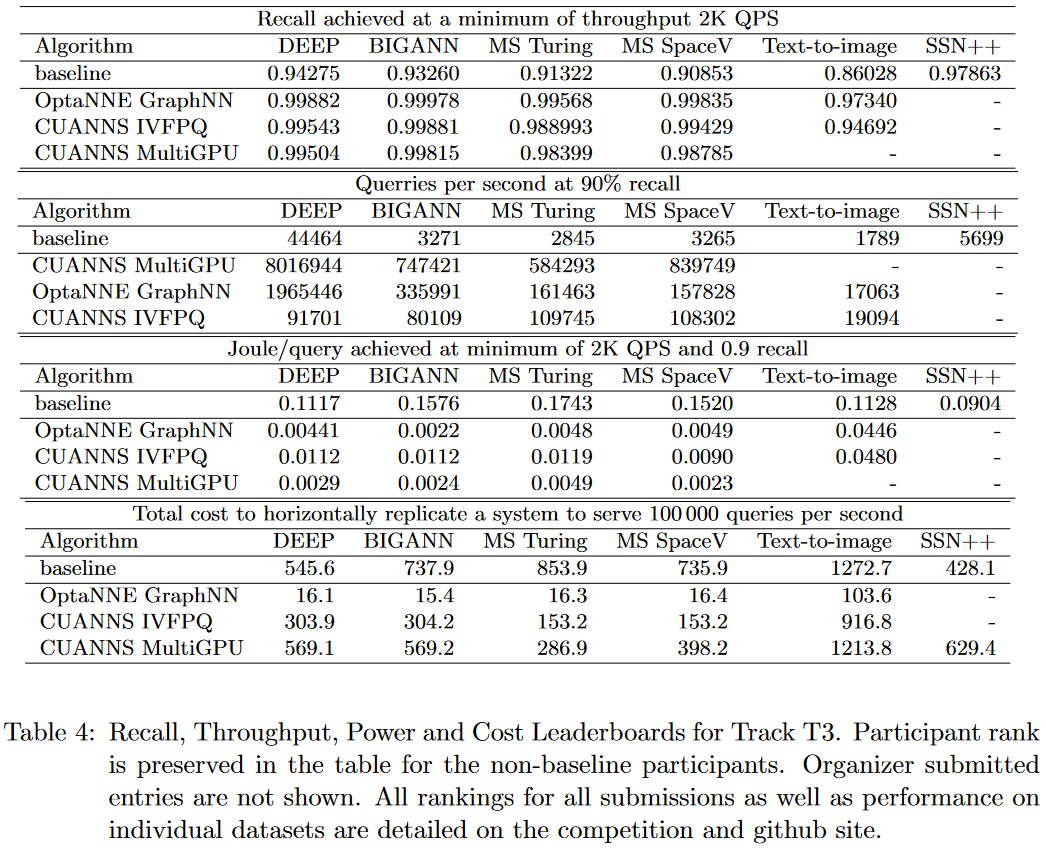 Recall achieved at a minimum of throughput 2K QPS
Algorithm DEEP BIGANN MS Turing MS SpaceV Text-to-image SSN++
baseline 0.94275 0.93260 0.91322 0.90853 0.86028 0.97863
OptaNNE GraphNN 0.99882 0.99978 0.99568 0.99835 0.97340 -
CUANNS IVFPQ 0.99543 0.99881 0.988993 0.99429 0.94692 -
CUANNS MultiGPU 0.99504 0.99815 0.98399 0.98785 - -
Querries per second at 90% recall
Algorithm DEEP BIGANN MS Turing MS SpaceV Text-to-image SSN++
baseline 44464 3271 2845 3265 1789 5699
CUANNS MultiGPU 8016944 747421 584293 839749 - -
OptaNNE GraphNN 1965446 335991 161463 157828 17063 -
CUANNS IVFPQ 91701 80109 109745 108302 19094 -
Joule/query achieved at minimum of 2K QPS and 0.9 recall
Algorithm DEEP BIGANN MS Turing MS SpaceV Text-to-image SSN++
baseline 0.1117 0.1576 0.1743 0.1520 0.1128 0.0904
OptaNNE GraphNN 0.00441 0.0022 0.0048 0.0049 0.0446 -
CUANNS IVFPQ 0.0112 0.0112 0.0119 0.0090 0.0480 -
CUANNS MultiGPU 0.0029 0.0024 0.0049 0.0023 - -
Total cost to horizontally replicate a system to serve 100 000 queries per second
Algorithm DEEP BIGANN MS Turing MS SpaceV Text-to-image SSN++
baseline 545.6 737.9 853.9 735.9 1272.7 428.1
OptaNNE GraphNN 16.1 15.4 16.3 16.4 103.6 -
CUANNS IVFPQ 303.9 304.2 153.2 153.2 916.8 -
CUANNS MultiGPU 569.1 569.2 286.9 398.2 1213.8 629.4
Table 4: Recall, Throughput, Power and Cost Leaderboards for Track T3. Participant rank
is preserved in the table for the non-baseline participants. Organizer submitted
entries are not shown. All rankings for all submissions as well as performance on
individual datasets are detailed on the competition and github site.